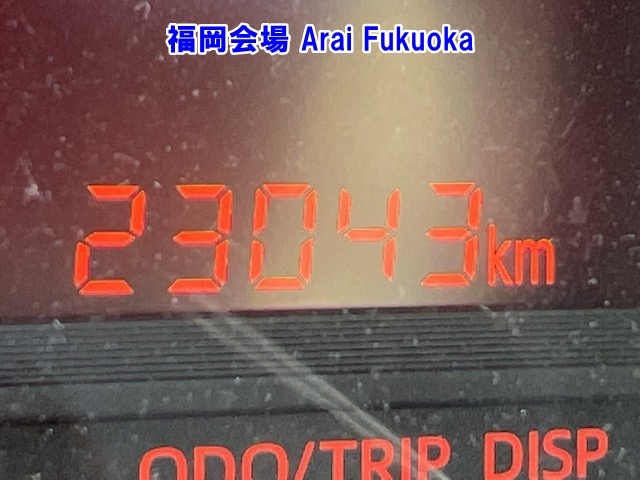 福岡会場 Arai Fukuoka
23043km
ODO/TRIP DISP